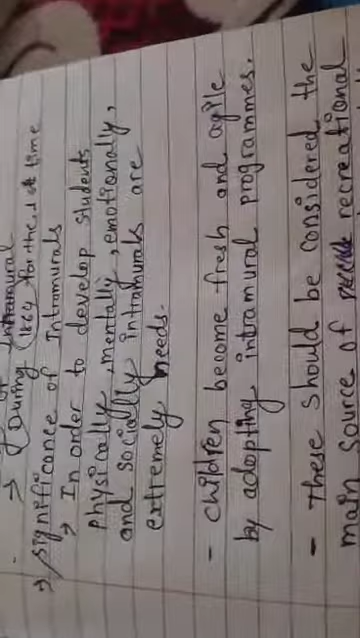 Intramural
→ (During 1864 for the 1st time
→ Significance of Intramurals
→ In order to develop students
physically, mentally, emotionally,
and socially intramurals are
extremely needs.
- children become fresh and agile
by adopting intramural programmes.
- These should be considered the
main source of recreational